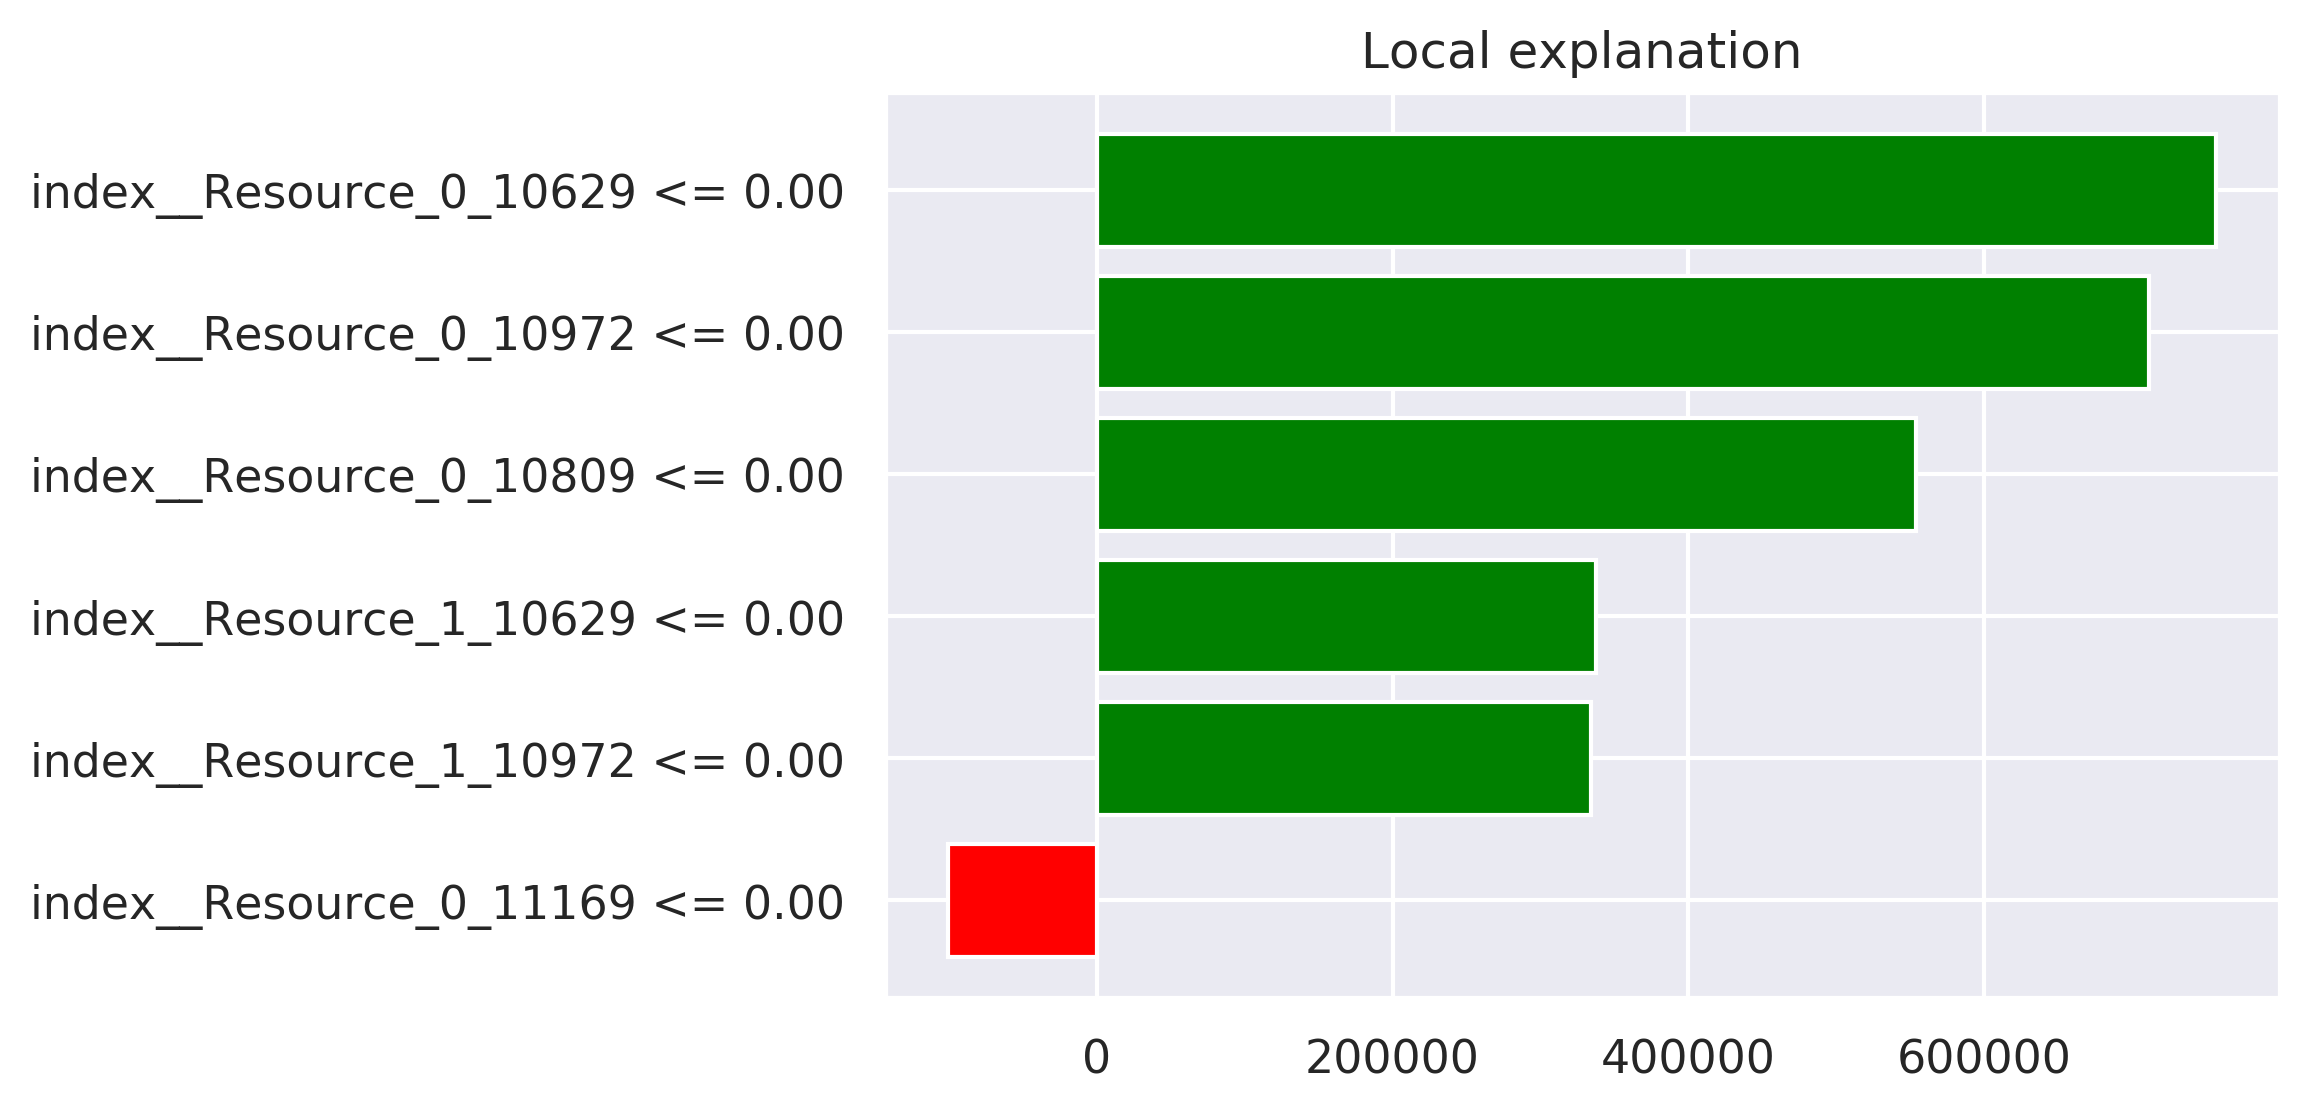 Local explanation
index__Resource_0_10629 <= 0.00
index__Resource_0_10972 <= 0.00
index__Resource_0_10809 <= 0.00
index__Resource_1_10629 <= 0.00
index__Resource_1_10972 <= 0.00
index__Resource_0_11169 <= 0.00
0 200000 400000 600000